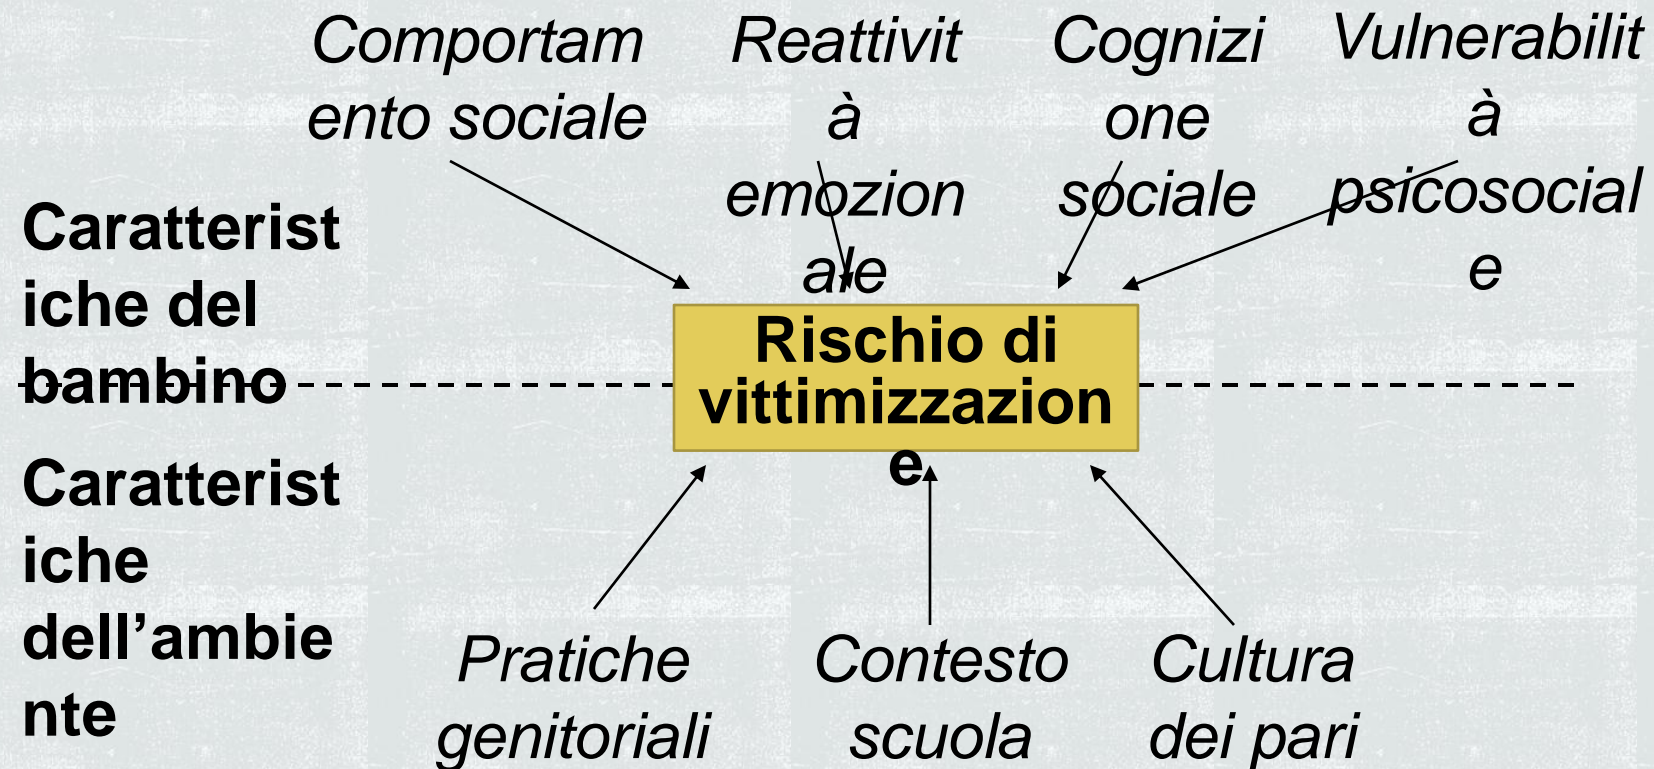 Comportam
ento sociale
Reattivit
à
emozion
ale
Cognizi
one
sociale
Vulnerabilit
à
psicosocial
e
Caratterist
iche del
bambino
Rischio di
vittimizzazion
e
Caratterist
iche
dell’ambie
nte
Pratiche
genitoriali
Contesto
scuola
Cultura
dei pari